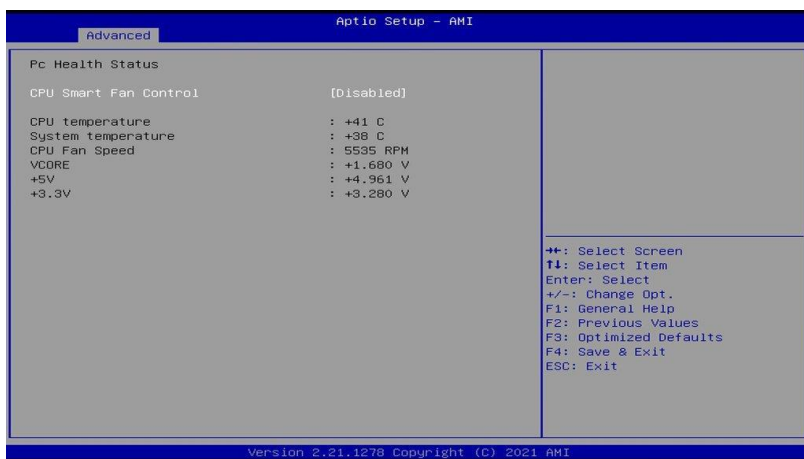 Aptio Setup – AMI
Advanced
Pc Health Status
CPU Smart Fan Control [Disabled]
CPU temperature : +41 C
System temperature : +38 C
CPU Fan Speed : 5535 RPM
VCORE : +1.680 V
+5V : +4.961 V
+3.3V : +3.280 V
→←: Select Screen
↑↓: Select Item
Enter: Select
+/-: Change Opt.
F1: General Help
F2: Previous Values
F3: Optimized Defaults
F4: Save & Exit
ESC: Exit
Version 2.21.1278 Copyright (C) 2021 AMI